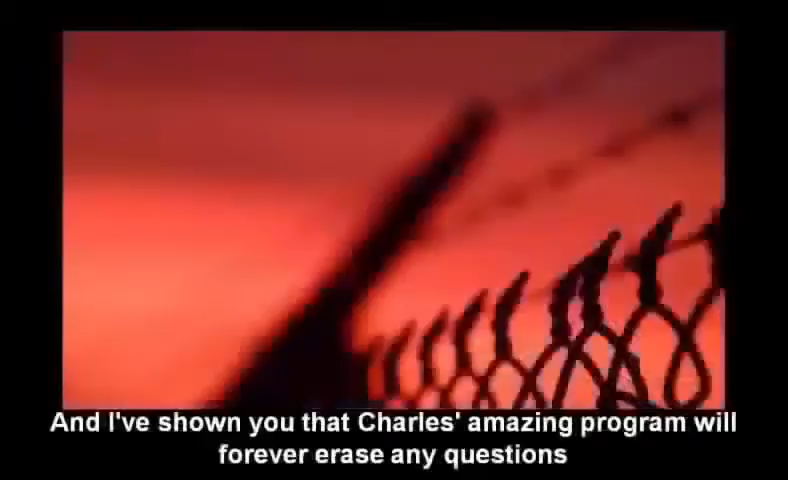 And I've shown you that Charles' amazing program will
forever erase any questions